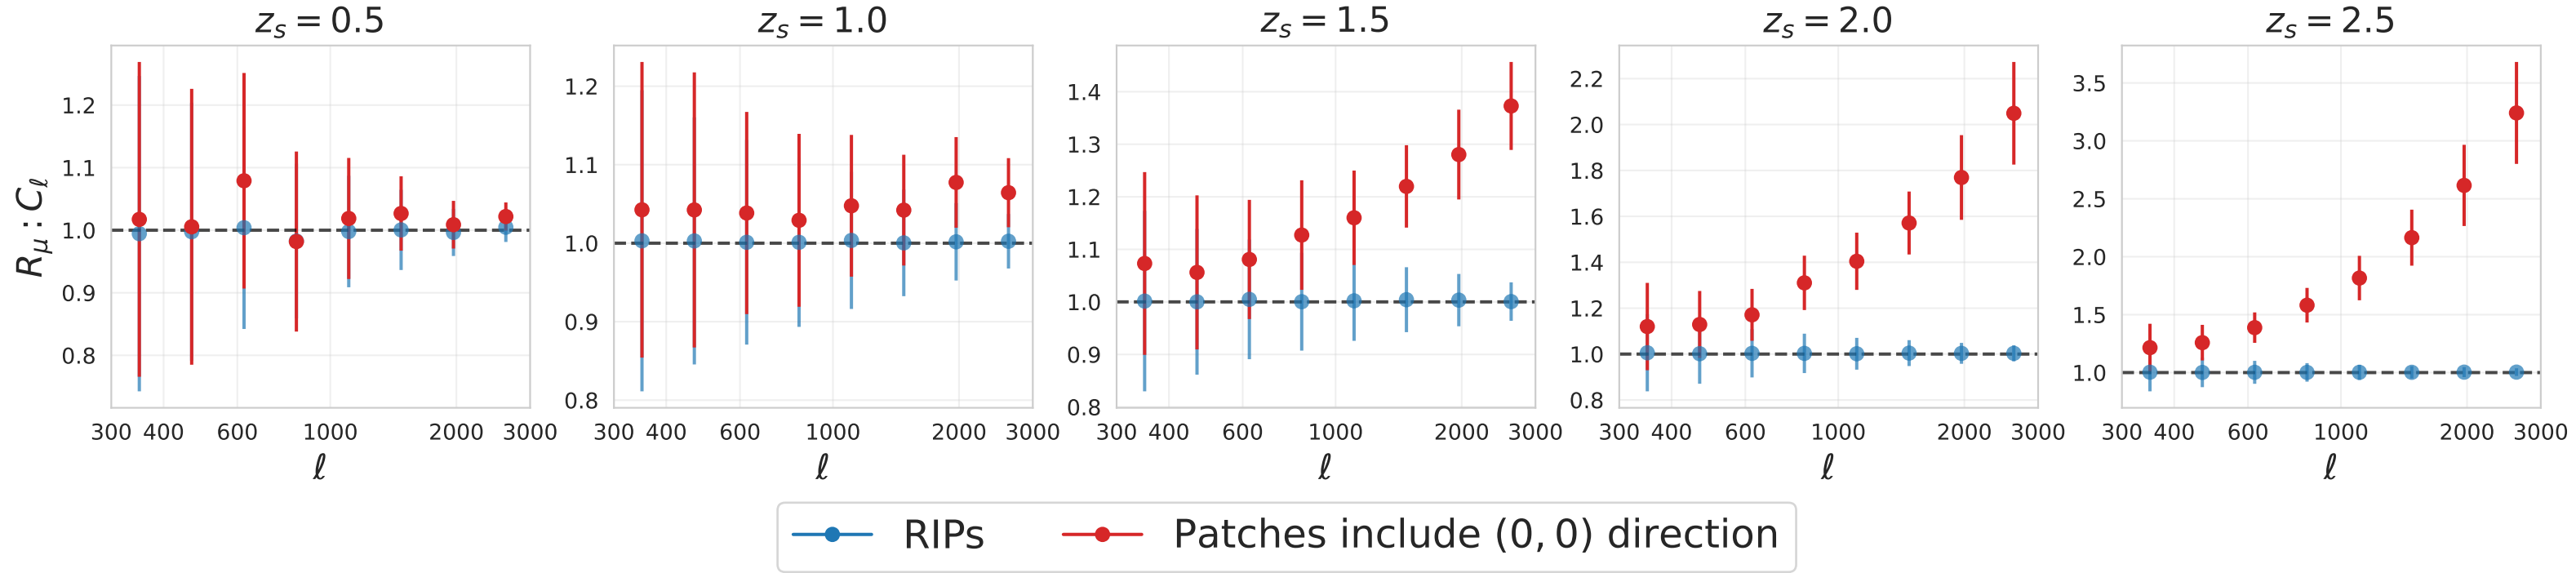 z_s = 0.5 z_s = 1.0 z_s = 1.5 z_s = 2.0 z_s = 2.5
R_μ : C_ℓ
1.2
1.1
1.0
0.9
0.8
300 400 600 1000 2000 3000
ℓ
1.2
1.1
1.0
0.9
0.8
300 400 600 1000 2000 3000
ℓ
1.4
1.3
1.2
1.1
1.0
0.9
0.8
300 400 600 1000 2000 3000
ℓ
2.2
2.0
1.8
1.6
1.4
1.2
1.0
0.8
300 400 600 1000 2000 3000
ℓ
3.5
3.0
2.5
2.0
1.5
1.0
300 400 600 1000 2000 3000
ℓ
RIPs Patches include (0, 0) direction